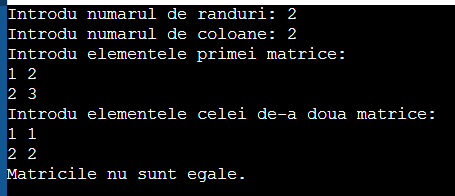 Introdu numarul de randuri: 2
Introdu numarul de coloane: 2
Introdu elementele primei matrice:
1 2
2 3
Introdu elementele celei de-a doua matrice:
1 1
2 2
Matricile nu sunt egale.